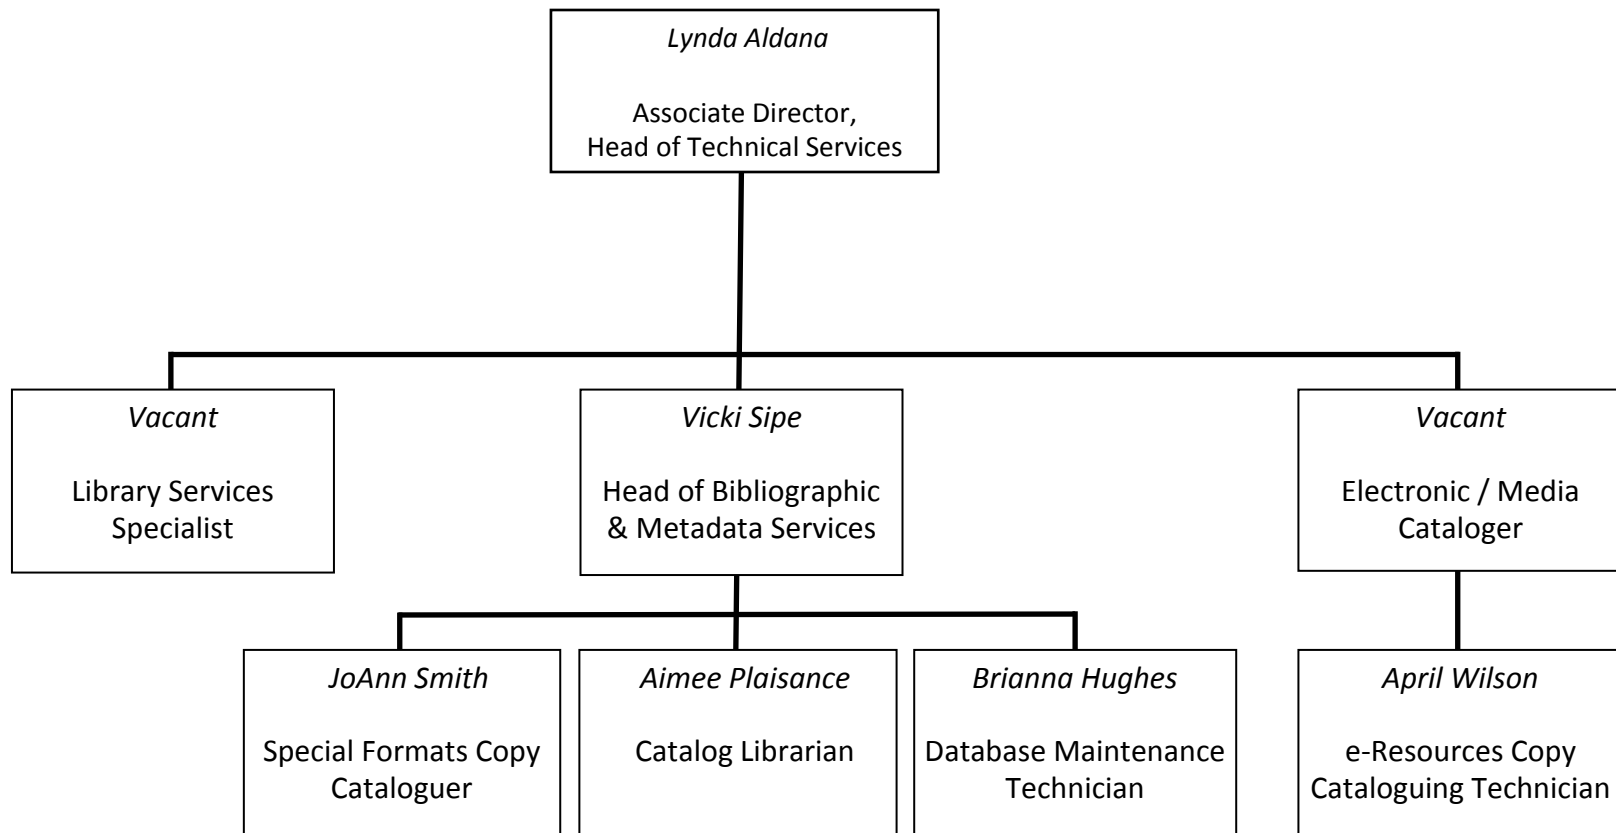 Lynda Aldana
Associate Director,
Head of Technical Services
Vacant
Library Services
Specialist
Vicki Sipe
Head of Bibliographic
& Metadata Services
Vacant
Electronic / Media
Cataloger
JoAnn Smith
Special Formats Copy
Cataloguer
Aimee Plaisance
Catalog Librarian
Brianna Hughes
Database Maintenance
Technician
April Wilson
e-Resources Copy
Cataloguing Technician